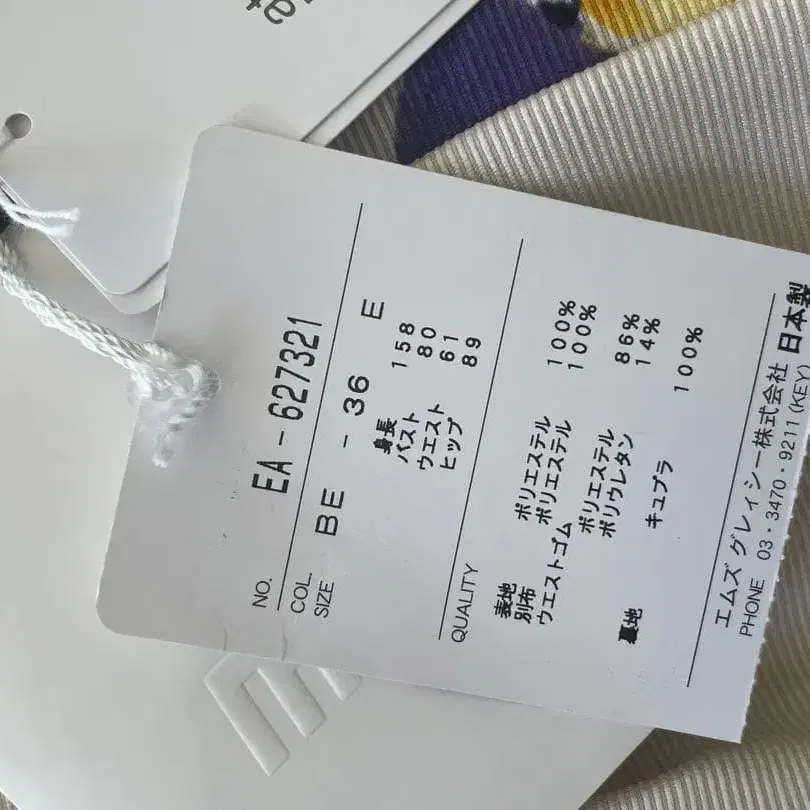 NO. EA - 627321
COL. SIZE BE - 36 E
身長 158
バスト 80
ウエスト 61
ヒップ 89
QUALITY
表地 ポリエステル 100%
別布 ポリエステル 100%
ウエストゴム ポリエステル 86%
ポリウレタン 14%
裏地 キュプラ 100%
エムズ グレィシー株式会社 日本製
PHONE 03・3470・9211 (KEY)